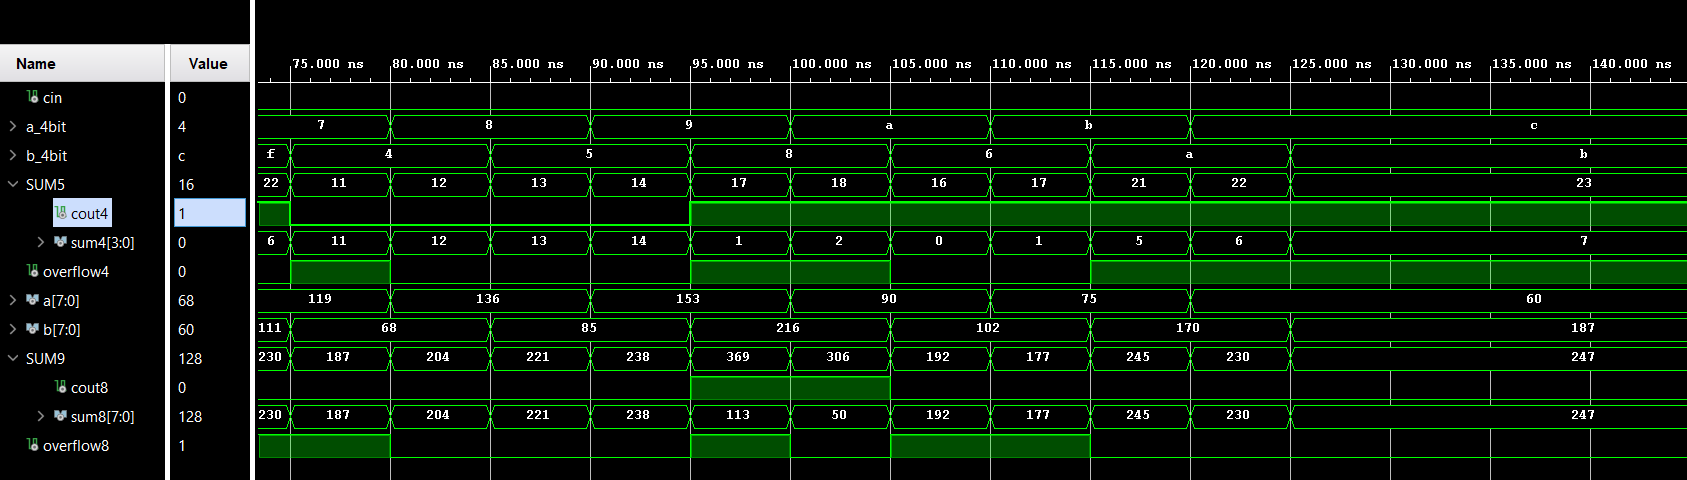 75.000 ns 80.000 ns 85.000 ns 90.000 ns 95.000 ns 100.000 ns 105.000 ns 110.000 ns 115.000 ns 120.000 ns 125.000 ns 130.000 ns 135.000 ns 140.000 ns
Name Value
cin 0
a_4bit 4 7 8 9 a b c
b_4bit c f 4 5 8 6 a b
SUM5 16 22 11 12 13 14 17 18 16 17 21 22 23
cout4 1
sum4[3:0] 0 6 11 12 13 14 1 2 0 1 5 6 7
overflow4 0
a[7:0] 68 119 136 153 90 75 60
b[7:0] 60 111 68 85 216 102 170 187
SUM9 128 230 187 204 221 238 369 306 192 177 245 230 247
cout8 0
sum8[7:0] 128 230 187 204 221 238 113 50 192 177 245 230 247
overflow8 1